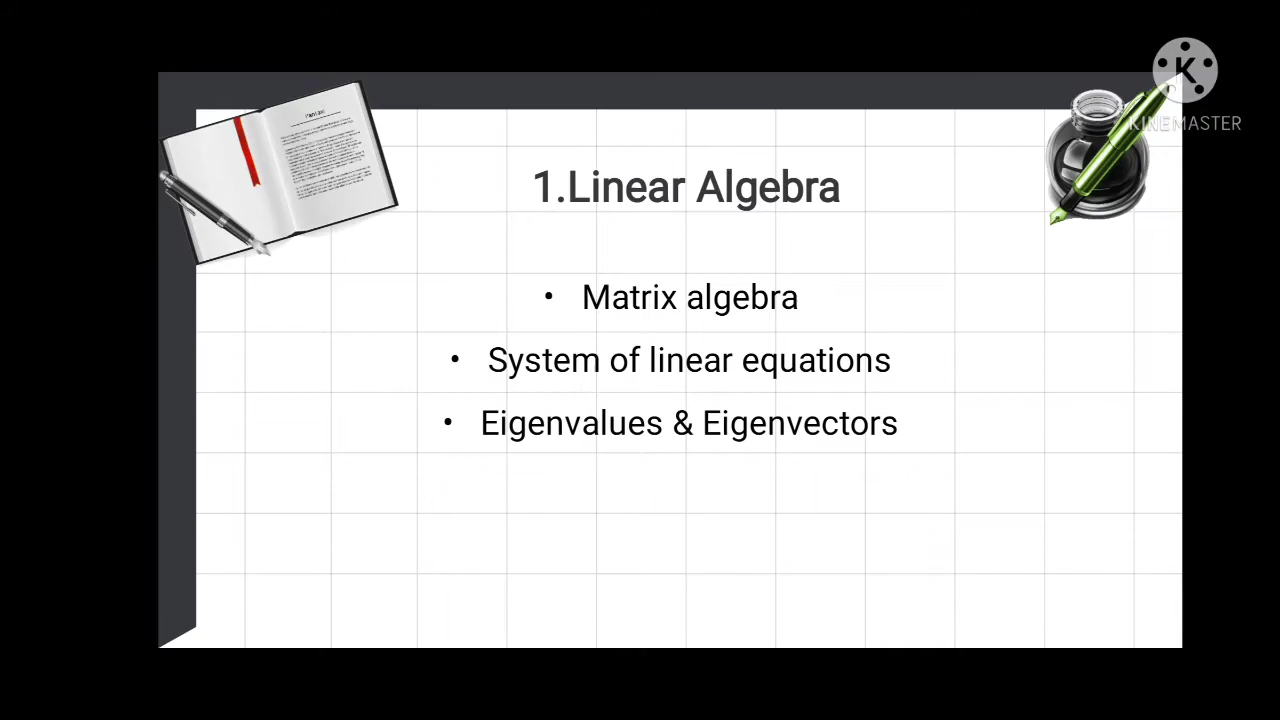 K
KINEMASTER
1.Linear Algebra
• Matrix algebra
• System of linear equations
• Eigenvalues & Eigenvectors